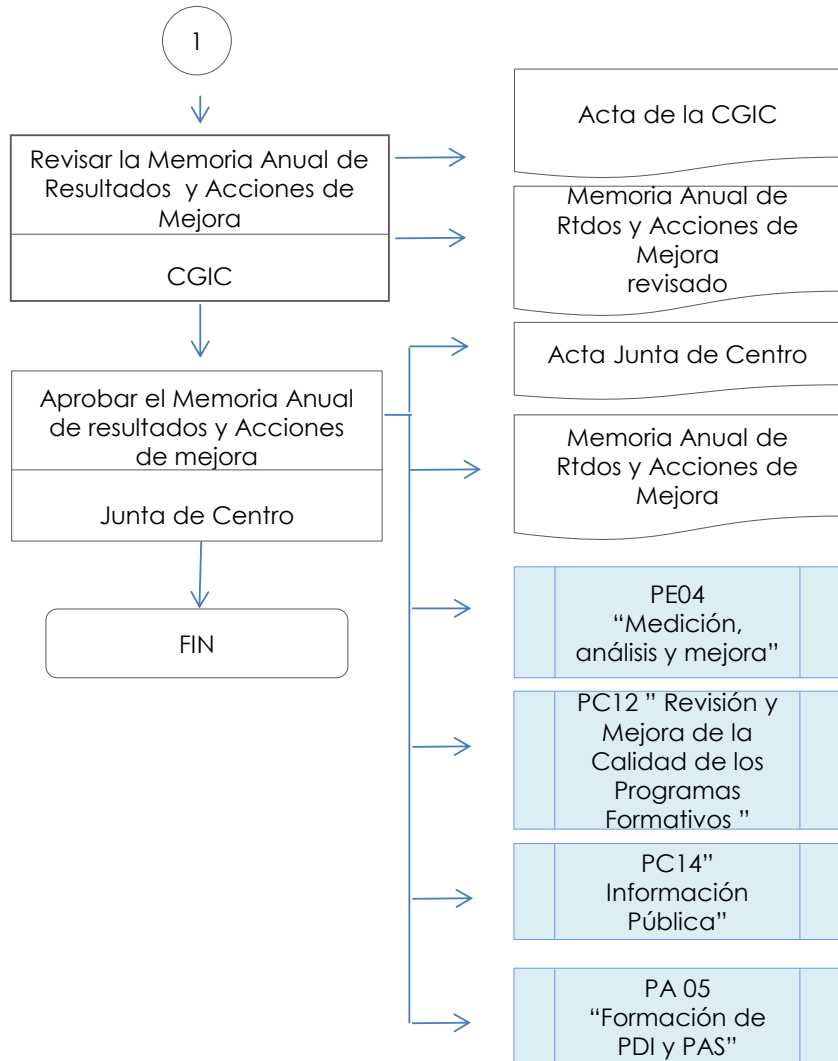 1
Revisar la Memoria Anual de
Resultados y Acciones de
Mejora
CGIC
Acta de la CGIC
Memoria Anual de
Rtdos y Acciones de
Mejora
revisado
Aprobar el Memoria Anual
de resultados y Acciones
de mejora
Junta de Centro
Acta Junta de Centro
Memoria Anual de
Rtdos y Acciones de
Mejora
FIN
PE04
“Medición,
análisis y mejora”
PC12 ” Revisión y
Mejora de la
Calidad de los
Programas
Formativos ”
PC14”
Información
Pública”
PA 05
“Formación de
PDI y PAS”